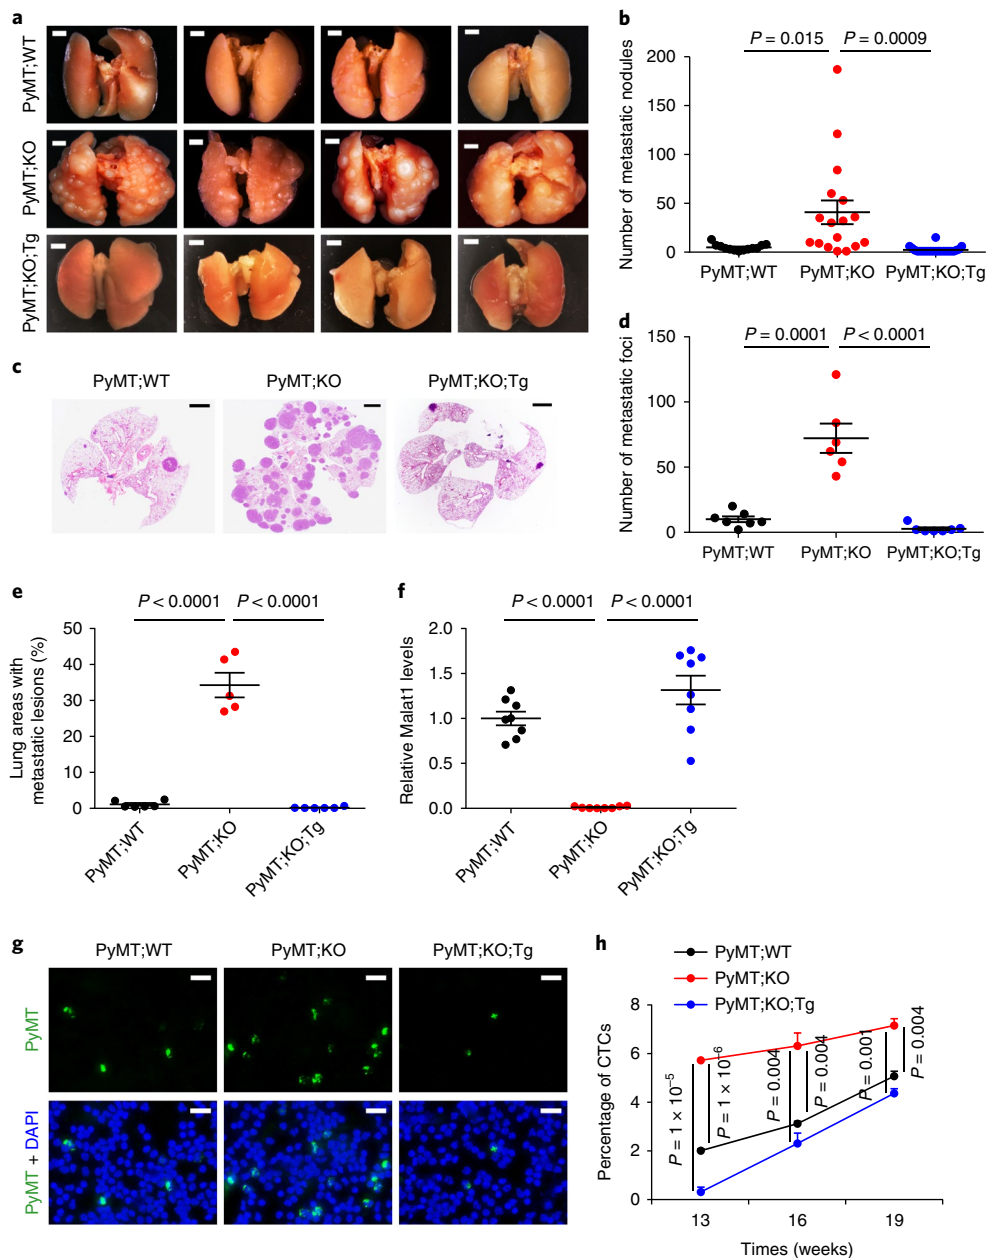 a
PyMT;WT
PyMT;KO
PyMT;KO;Tg
b
P = 0.015
P = 0.0009
Number of metastatic nodules
200
150
100
50
0
PyMT;WT
PyMT;KO
PyMT;KO;Tg
c
PyMT;WT
PyMT;KO
PyMT;KO;Tg
d
P = 0.0001
P < 0.0001
Number of metastatic foci
150
100
50
0
PyMT;WT
PyMT;KO
PyMT;KO;Tg
e
P < 0.0001
P < 0.0001
Lung areas with
metastatic lesions (%)
50
40
30
20
10
0
PyMT;WT
PyMT;KO
PyMT;KO;Tg
f
P < 0.0001
P < 0.0001
Relative Malat1 levels
2.0
1.5
1.0
0.5
0.0
PyMT;WT
PyMT;KO
PyMT;KO;Tg
g
PyMT;WT
PyMT;KO
PyMT;KO;Tg
PyMT
PyMT + DAPI
h
PyMT;WT
PyMT;KO
PyMT;KO;Tg
Percentage of CTCs
8
6
4
2
0
P = 1 × 10⁻⁵
P = 1 × 10⁻⁶
P = 0.004
P = 0.004
P = 0.001
P = 0.004
13
16
19
Times (weeks)